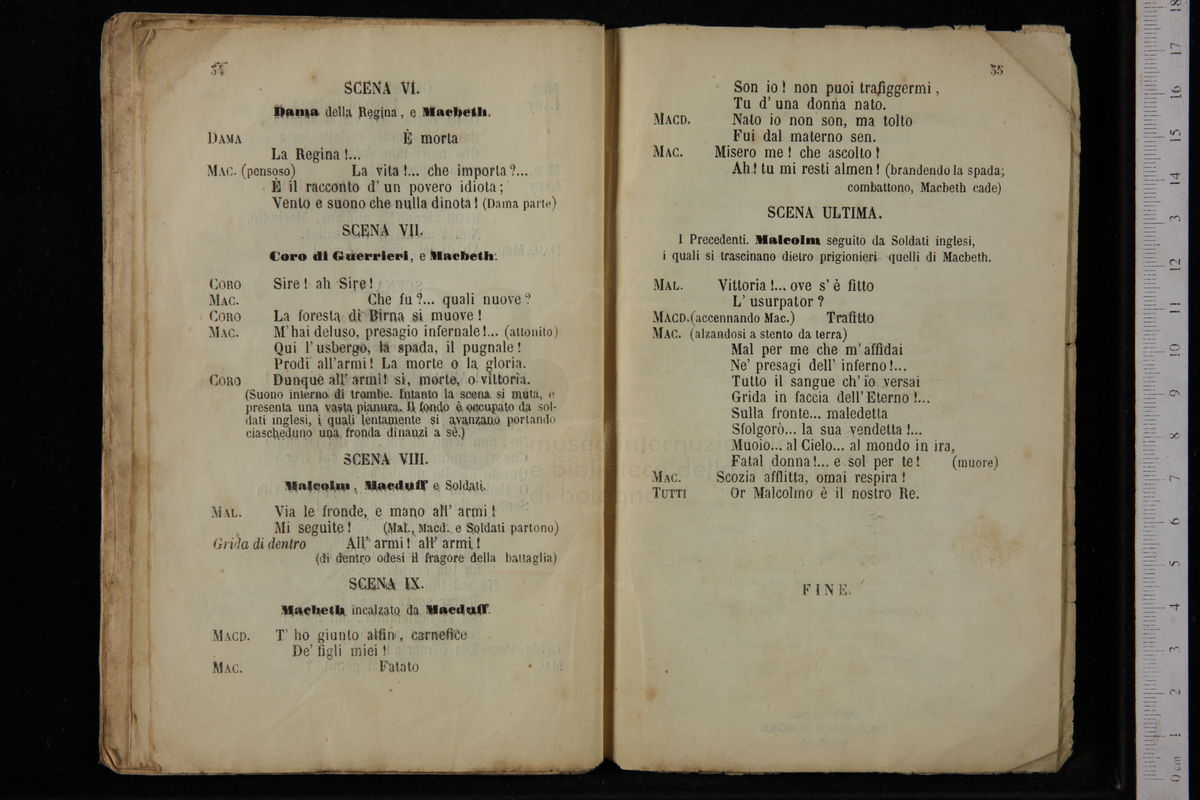 34
SCENA VI.
Dama della Regina, e Macbeth.
DAMA È morta
La Regina!...
MAC. (pensoso) La vita!... che importa?...
È il racconto d' un povero idiota;
Vento e suono che nulla dinota! (Dama parte)
SCENA VII.
Coro di Guerrieri, e Macbeth.
CORO Sire! ah Sire!
MAC. Che fu?... quali nuove?
CORO La foresta di Birna si muove!
MAC. M'hai deluso, presagio infernale!... (attonito)
Qui l'usbergo, la spada, il pugnale!
Prodi all'armi! La morte o la gloria.
CORO Dunque all' armi! sì, morte, o vittoria.
(Suono interno di trombe. Intanto la scena si muta, e
presenta una vasta pianura. Il fondo è occupato da sol-
dati inglesi, i quali lentamente si avanzano portando
ciascheduno una fronda dinanzi a sè.)
SCENA VIII.
Malcolm, Macduff e Soldati.
MAL. Via le fronde, e mano all' armi!
Mi seguite! (Mal., Macd. e Soldati partono)
Grida di dentro All' armi! all' armi!
(di dentro odesi il fragore della battaglia)
SCENA IX.
Macbeth incalzato da Macduff.
MACD. T' ho giunto alfin, carnefice
De' figli miei!
MAC. Fatato
35
Son io! non puoi trafiggermi,
Tu d' una donna nato.
MACD. Nato io non son, ma tolto
Fui dal materno sen.
MAC. Misero me! che ascolto!
Ah! tu mi resti almen! (brandendo la spada;
combattono, Macbeth cade)
SCENA ULTIMA.
I Precedenti. Malcolm seguito da Soldati inglesi,
i quali si trascinano dietro prigionieri quelli di Macbeth.
MAL. Vittoria!... ove s' è fitto
L' usurpator?
MACD. (accennando Mac.) Trafitto
MAC. (alzandosi a stento da terra)
Mal per me che m'affidai
Ne' presagi dell' inferno!...
Tutto il sangue ch'io versai
Grida in faccia dell'Eterno!...
Sulla fronte... maledetta
Sfolgorò... la sua vendetta!...
Muoio... al Cielo... al mondo in ira,
Fatal donna!... e sol per te! (muore)
MAC. Scozia afflitta, omai respira!
TUTTI Or Malcolmo è il nostro Re.
FINE.